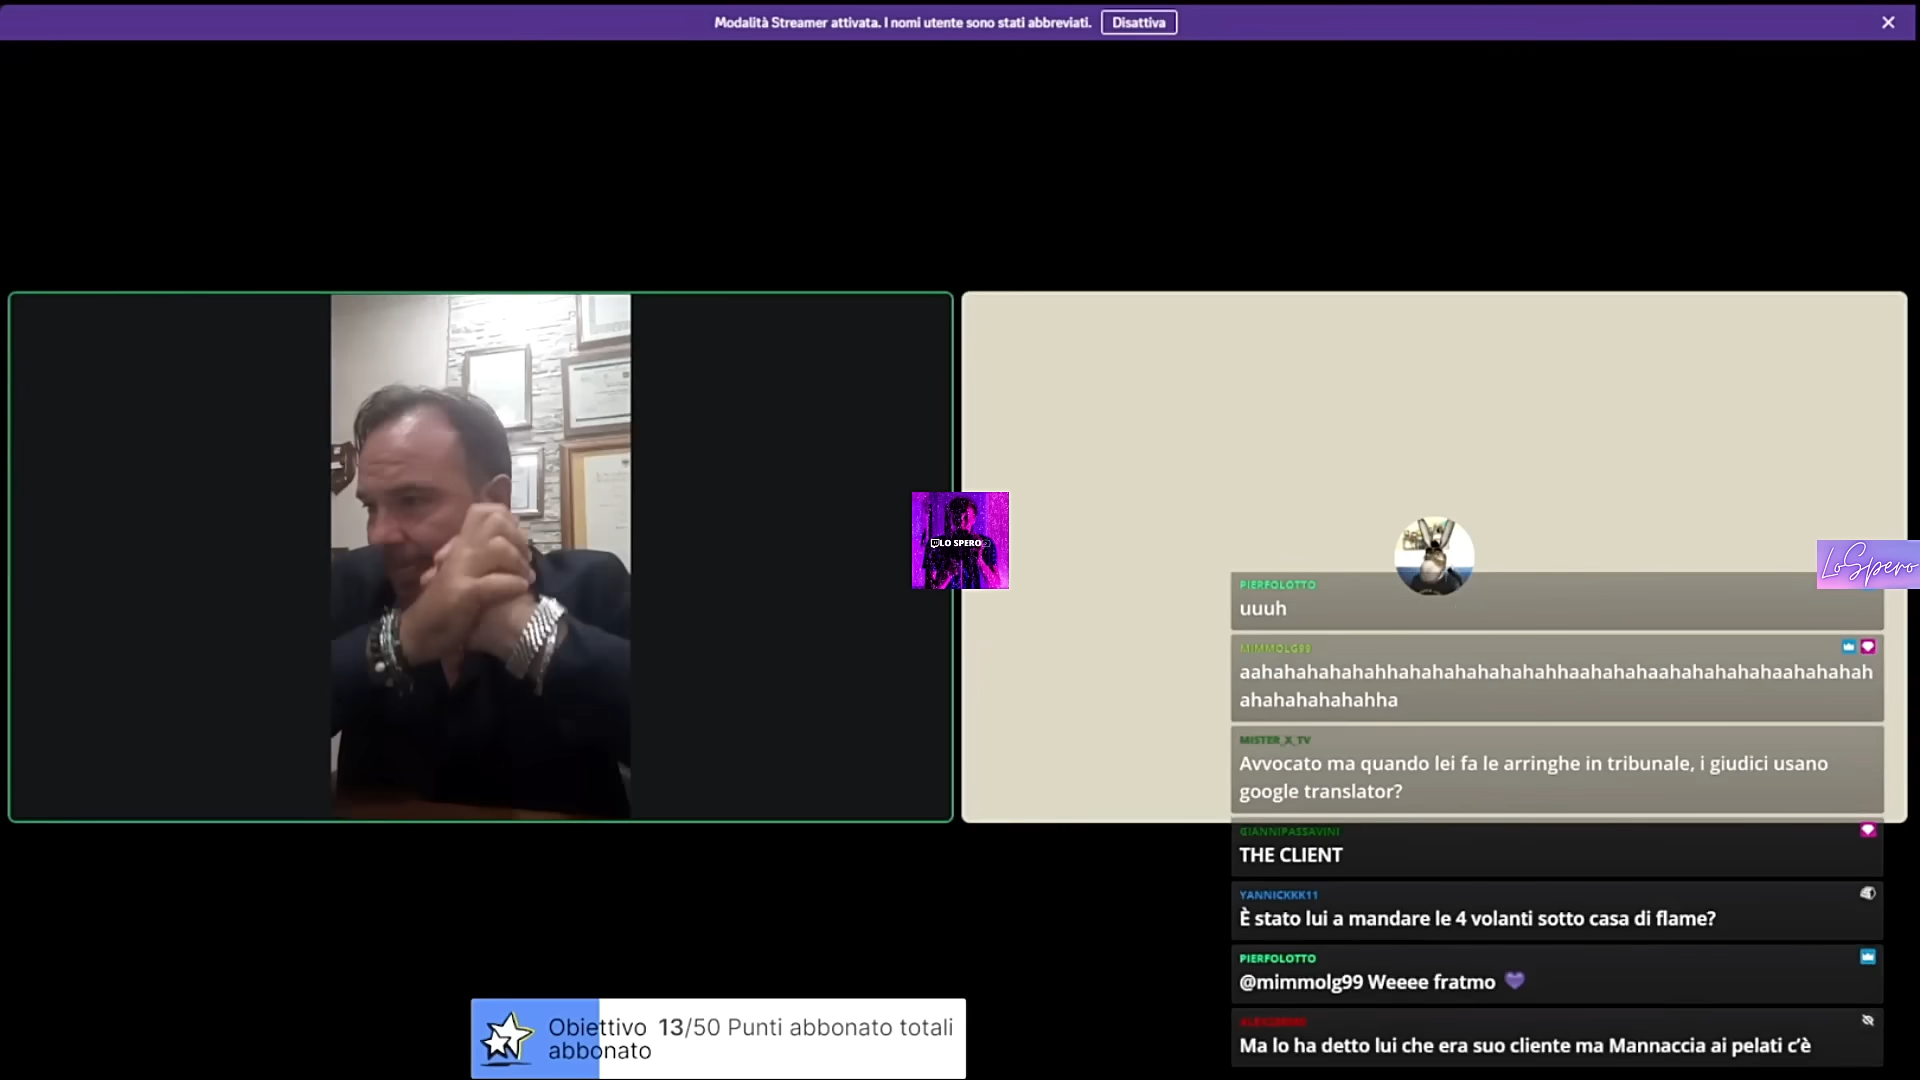 Modalità Streamer attivata. I nomi utente sono stati abbreviati. Disattiva
LO SPERO
LoSpero
PIERFOLOTTO
uuuh
MIMMOLG99
aahahahahahahhahahahahahahahhaahahahaahahahahahaahahahah
ahahahahahahha
MISTER_X_TV
Avvocato ma quando lei fa le arringhe in tribunale, i giudici usano
google translator?
GIANNIPASSAVINI
THE CLIENT
YANNICKKK11
È stato lui a mandare le 4 volanti sotto casa di flame?
PIERFOLOTTO
@mimmolg99 Weeee fratmo
Ma lo ha detto lui che era suo cliente ma Mannaccia ai pelati c’è
Obiettivo 13/50 Punti abbonato totali
abbonato